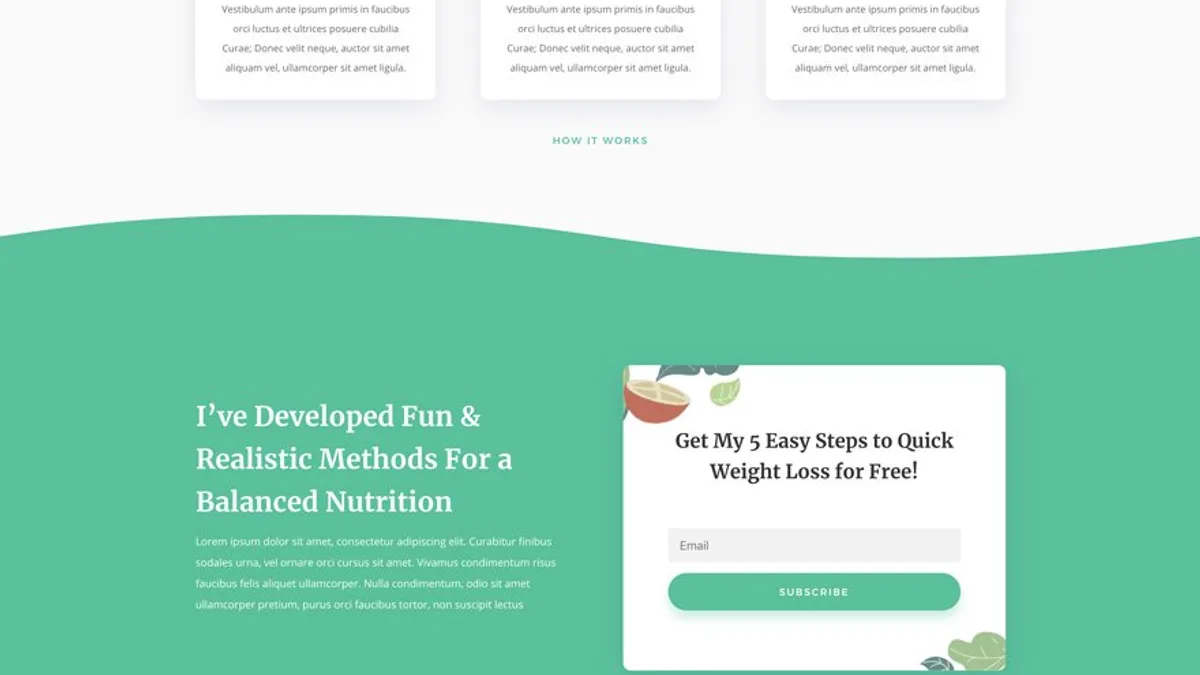 Vestibulum ante ipsum primis in faucibus
orci luctus et ultrices posuere cubilia
Curae; Donec velit neque, auctor sit amet
aliquam vel, ullamcorper sit amet ligula.
Vestibulum ante ipsum primis in faucibus
orci luctus et ultrices posuere cubilia
Curae; Donec velit neque, auctor sit amet
aliquam vel, ullamcorper sit amet ligula.
Vestibulum ante ipsum primis in faucibus
orci luctus et ultrices posuere cubilia
Curae; Donec velit neque, auctor sit amet
aliquam vel, ullamcorper sit amet ligula.
HOW IT WORKS
I’ve Developed Fun &
Realistic Methods For a
Balanced Nutrition
Lorem ipsum dolor sit amet, consectetur adipiscing elit. Curabitur finibus
sodales urna, vel ornare orci cursus sit amet. Vivamus condimentum risus
faucibus felis aliquet ullamcorper. Nulla condimentum, odio sit amet
ullamcorper pretium, purus orci faucibus tortor, non suscipit lectus
Get My 5 Easy Steps to Quick
Weight Loss for Free!
Email
SUBSCRIBE